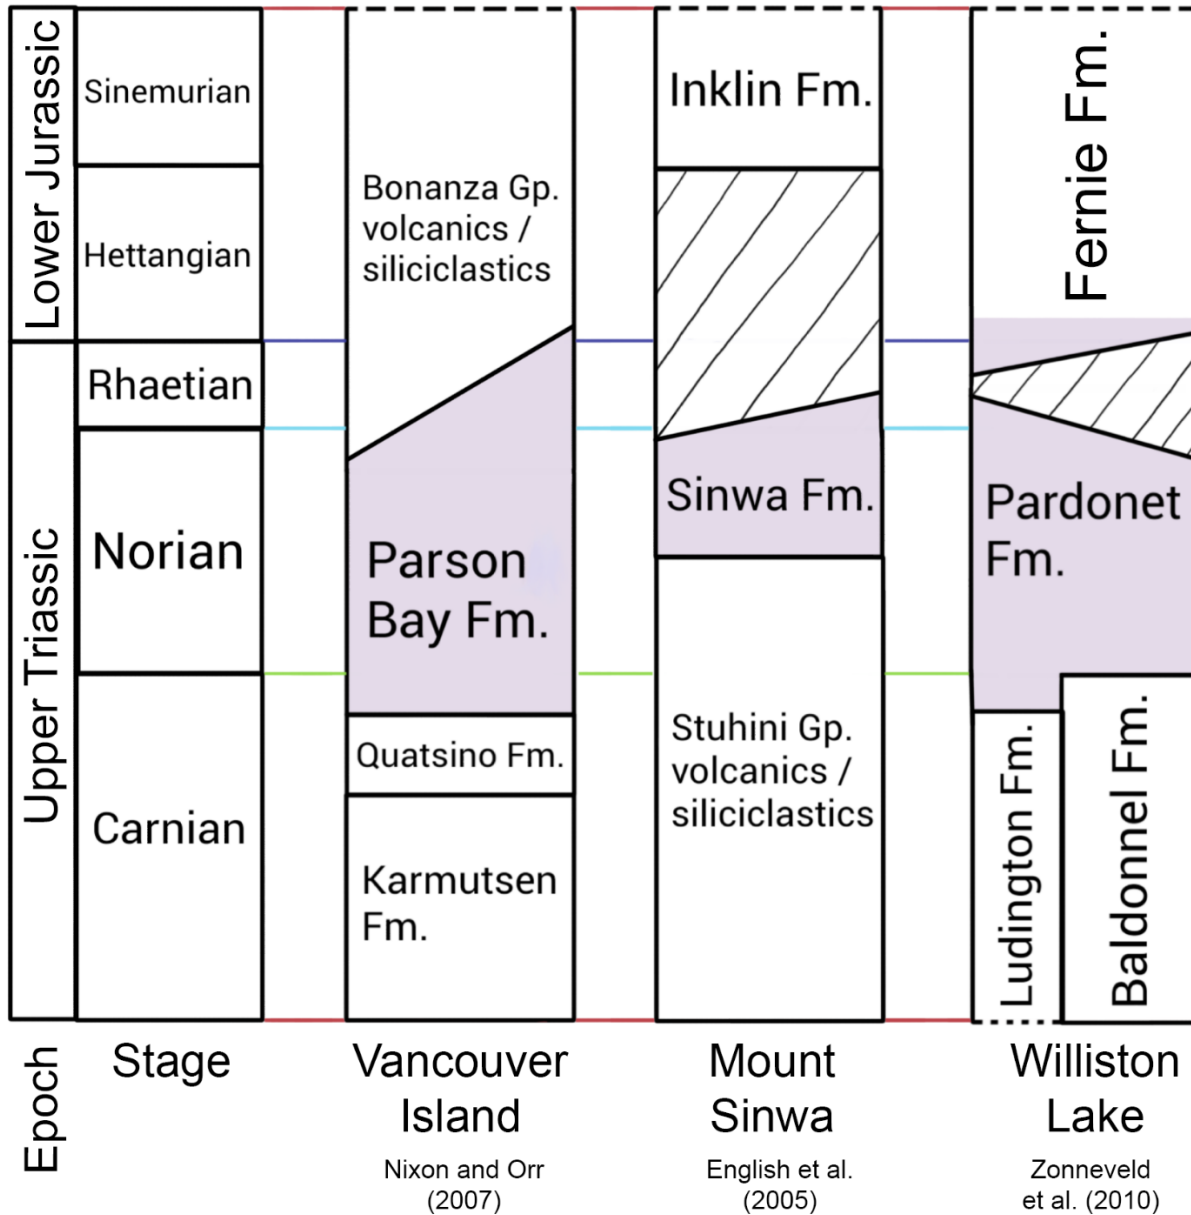 Lower Jurassic
Upper Triassic
Epoch
Sinemurian
Hettangian
Rhaetian
Norian
Carnian
Stage
Bonanza Gp.
volcanics /
siliciclastics
Parson
Bay Fm.
Quatsino Fm.
Karmutsen
Fm.
Vancouver
Island
Nixon and Orr
(2007)
Inklin Fm.
Sinwa Fm.
Stuhini Gp.
volcanics /
siliciclastics
Mount
Sinwa
English et al.
(2005)
Fernie Fm.
Pardonet
Fm.
Ludington Fm.
Baldonnel Fm.
Williston
Lake
Zonneveld
et al. (2010)